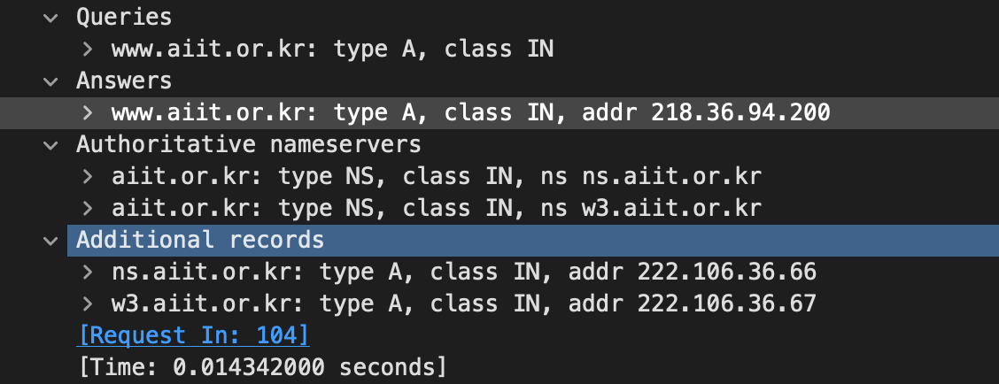 Queries
www.aiit.or.kr: type A, class IN
Answers
www.aiit.or.kr: type A, class IN, addr 218.36.94.200
Authoritative nameservers
aiit.or.kr: type NS, class IN, ns ns.aiit.or.kr
aiit.or.kr: type NS, class IN, ns w3.aiit.or.kr
Additional records
ns.aiit.or.kr: type A, class IN, addr 222.106.36.66
w3.aiit.or.kr: type A, class IN, addr 222.106.36.67
[Request In: 104]
[Time: 0.014342000 seconds]